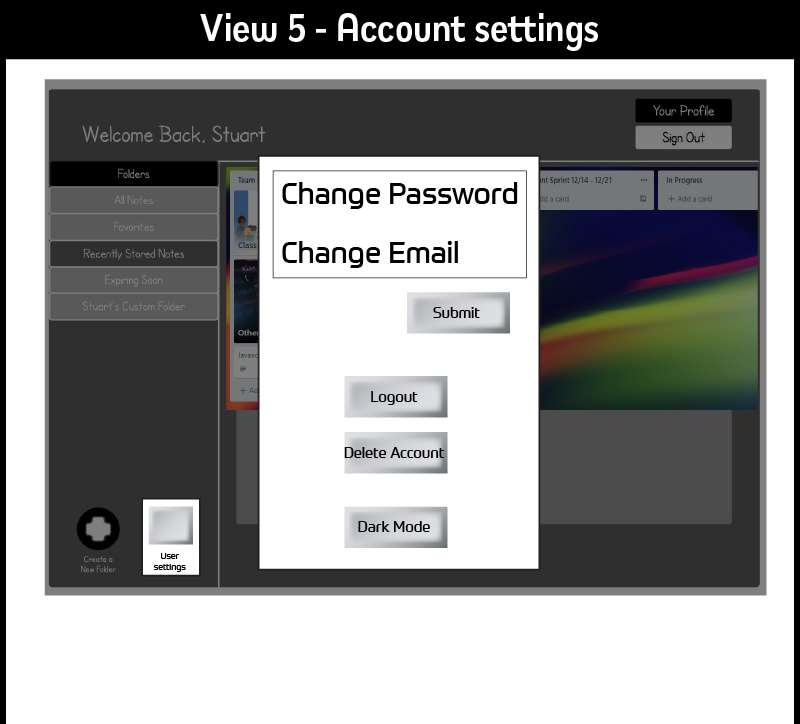 View 5 - Account settings
Welcome Back, Stuart
Your Profile
Sign Out
Folders
All Notes
Favorites
Recently Stored Notes
Expiring Soon
Stuart's Custom Folder
Create a
New Folder
User
settings
Team
Class
Other
+ Ad
Change Password
Change Email
Submit
Logout
Delete Account
Dark Mode
nt Sprint 12/14 - 12/21
dd a card
In Progress
+ Add a card